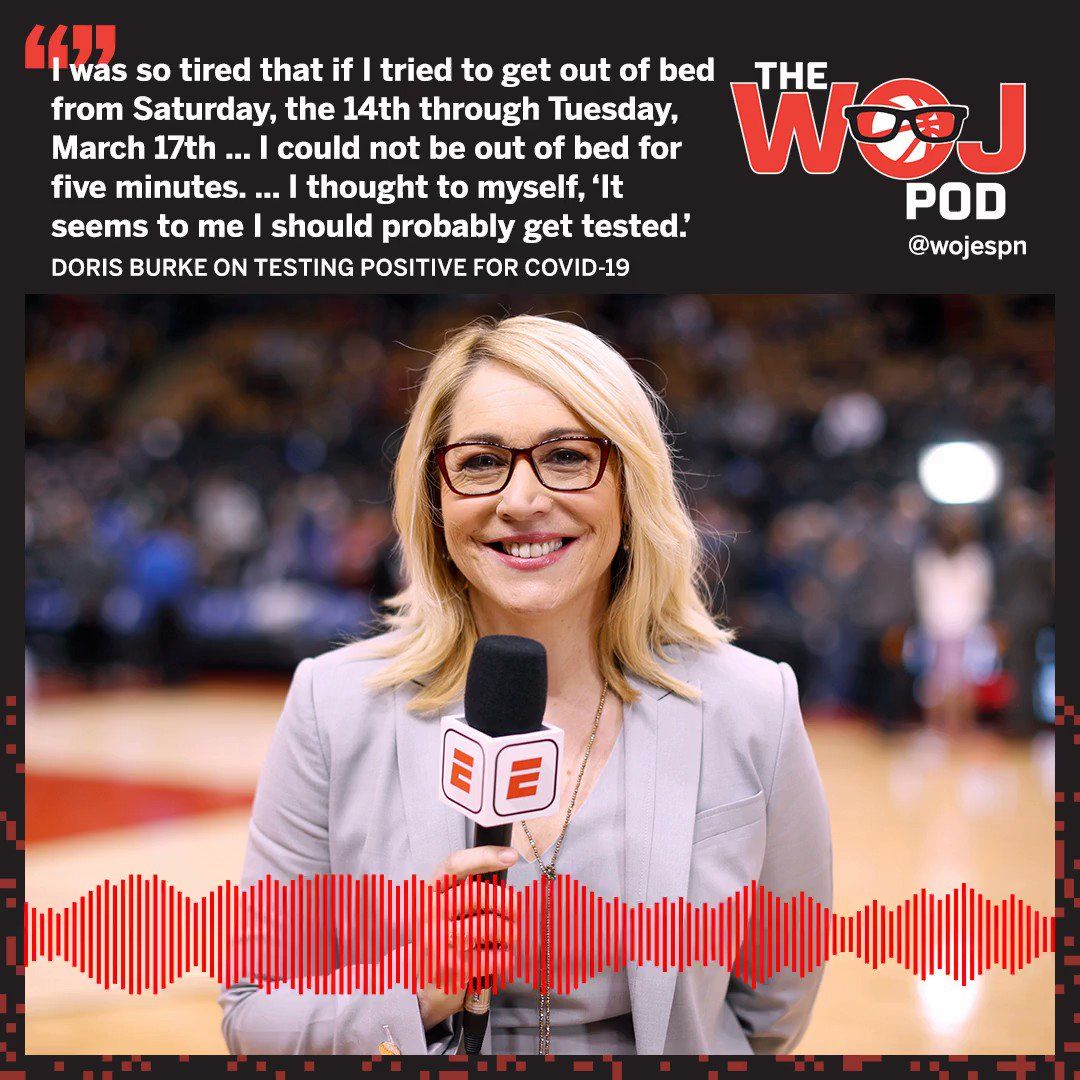 I was so tired that if I tried to get out of bed
from Saturday, the 14th through Tuesday,
March 17th ... I could not be out of bed for
five minutes. ... I thought to myself, ‘It
seems to me I should probably get tested.’
DORIS BURKE ON TESTING POSITIVE FOR COVID-19
THE
WOJ
POD
@wojespn
E E